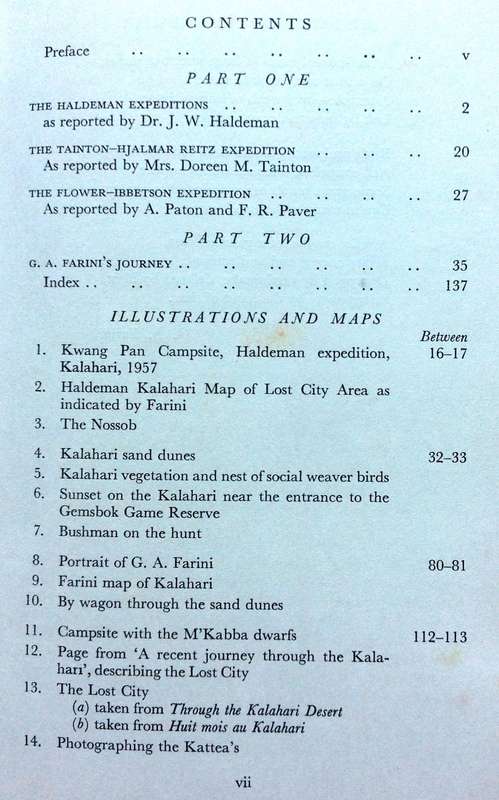 CONTENTS
Preface .. .. .. .. .. .. .. v
PART ONE
THE HALDEMAN EXPEDITIONS .. .. .. .. .. 2
as reported by Dr. J. W. Haldeman
THE TAINTON–HJALMAR REITZ EXPEDITION .. .. .. 20
As reported by Mrs. Doreen M. Tainton
THE FLOWER–IBBETSON EXPEDITION .. .. .. .. 27
As reported by A. Paton and F. R. Paver
PART TWO
G. A. FARINI'S JOURNEY .. .. .. .. .. .. 35
Index .. .. .. .. .. .. .. .. 137
ILLUSTRATIONS AND MAPS
Between
1. Kwang Pan Campsite, Haldeman expedition, 16–17
Kalahari, 1957
2. Haldeman Kalahari Map of Lost City Area as
indicated by Farini
3. The Nossob
4. Kalahari sand dunes 32–33
5. Kalahari vegetation and nest of social weaver birds
6. Sunset on the Kalahari near the entrance to the
Gemsbok Game Reserve
7. Bushman on the hunt
8. Portrait of G. A. Farini 80–81
9. Farini map of Kalahari
10. By wagon through the sand dunes
11. Campsite with the M'Kabba dwarfs 112–113
12. Page from 'A recent journey through the Kala-
hari', describing the Lost City
13. The Lost City
(a) taken from Through the Kalahari Desert
(b) taken from Huit mois au Kalahari
14. Photographing the Kattea's
vii